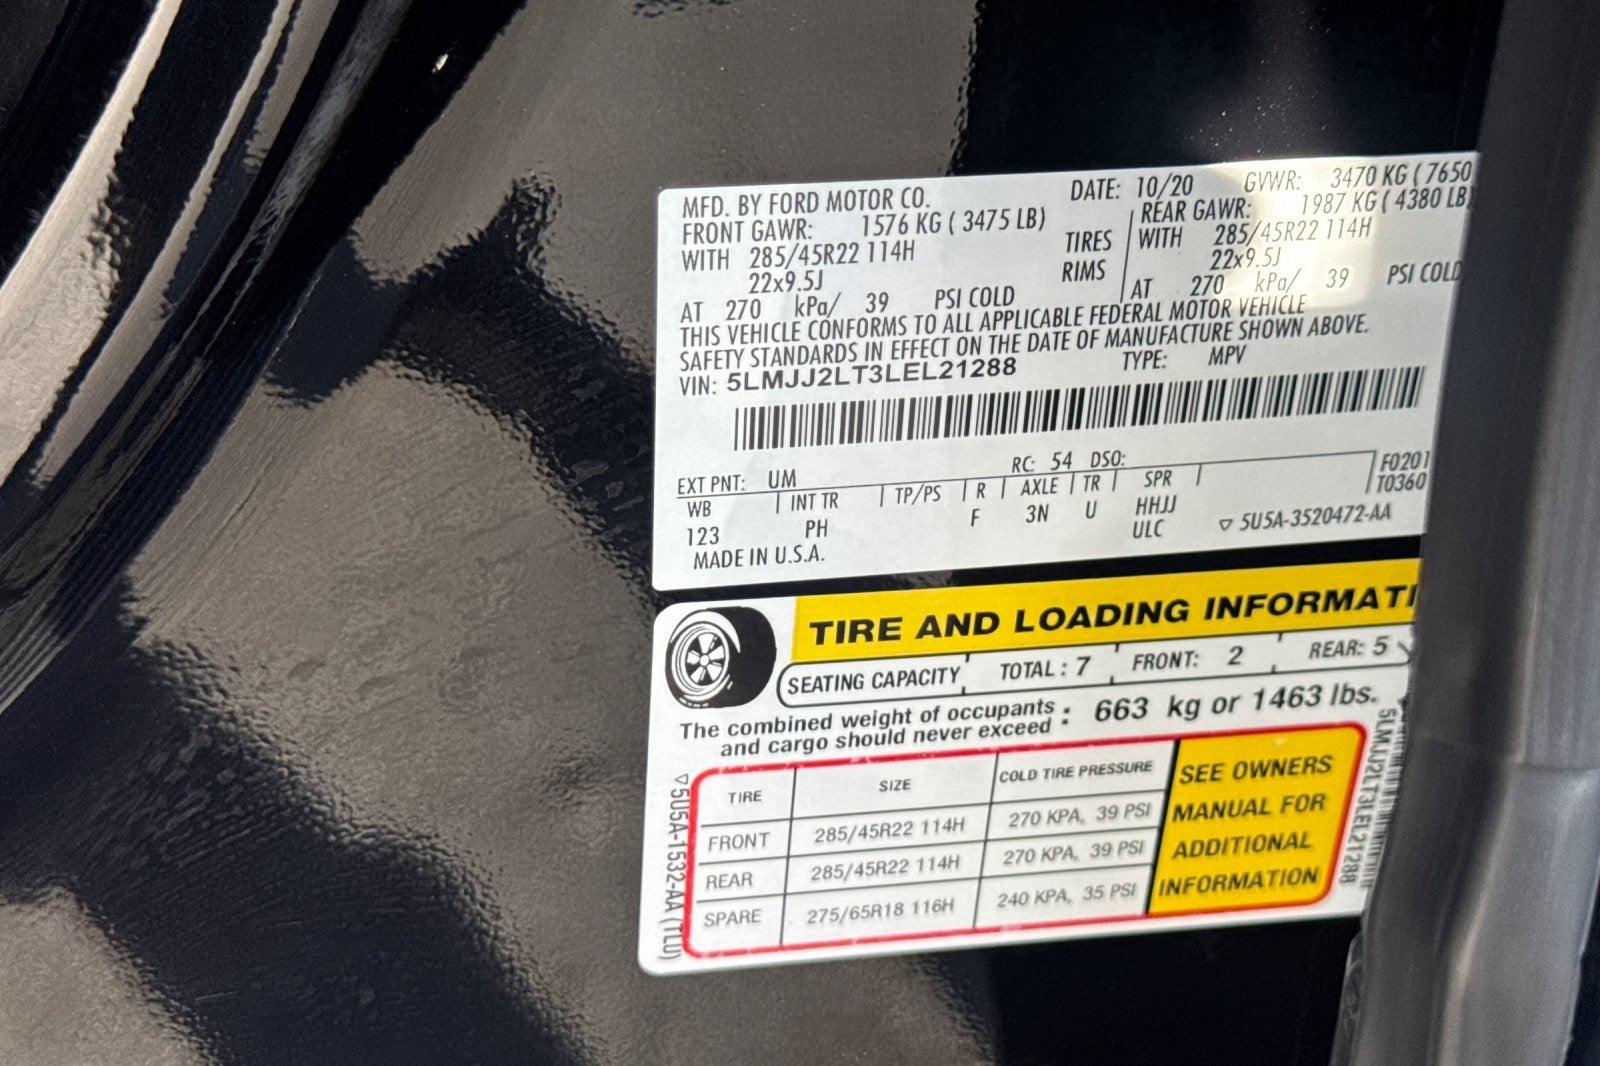 MFD. BY FORD MOTOR CO. DATE: 10/20 GVWR: 3470 KG ( 7650
FRONT GAWR: 1576 KG ( 3475 LB) REAR GAWR: 1987 KG ( 4380 LB)
WITH 285/45R22 114H TIRES WITH 285/45R22 114H
22x9.5J RIMS 22x9.5J
AT 270 kPa/ 39 PSI COLD AT 270 kPa/ 39 PSI COLD
THIS VEHICLE CONFORMS TO ALL APPLICABLE FEDERAL MOTOR VEHICLE
SAFETY STANDARDS IN EFFECT ON THE DATE OF MANUFACTURE SHOWN ABOVE.
VIN: 5LMJJ2LT3LEL21288 TYPE: MPV
EXT PNT: UM RC: 54 DSO: F0201
WB INT TR TP/PS R AXLE TR SPR T0360
123 PH F 3N U HHJJ
ULC ▽ 5U5A-3520472-AA
MADE IN U.S.A.
TIRE AND LOADING INFORMATI
SEATING CAPACITY TOTAL : 7 FRONT: 2 REAR: 5
The combined weight of occupants
and cargo should never exceed : 663 kg or 1463 lbs.
TIRE SIZE COLD TIRE PRESSURE
FRONT 285/45R22 114H 270 KPA, 39 PSI
REAR 285/45R22 114H 270 KPA, 39 PSI
SPARE 275/65R18 116H 240 KPA, 35 PSI
SEE OWNERS
MANUAL FOR
ADDITIONAL
INFORMATION
▽5U5A-1532-AA (TLU)
5LMJJ2LT3LEL21288